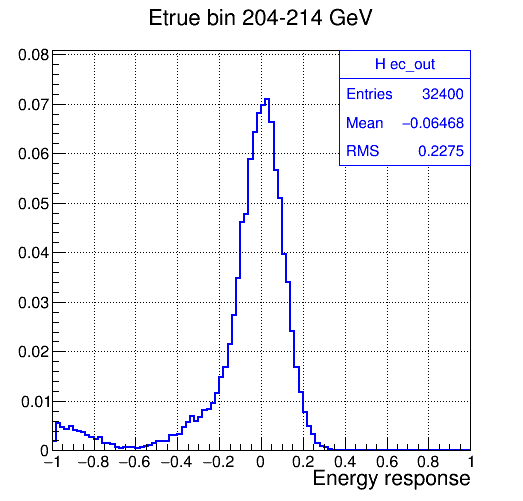 Etrue bin 204-214 GeV
H ec_out
Entries 32400
Mean −0.06468
RMS 0.2275
0.08
0.07
0.06
0.05
0.04
0.03
0.02
0.01
0
−1 −0.8 −0.6 −0.4 −0.2 0 0.2 0.4 0.6 0.8 1
Energy response